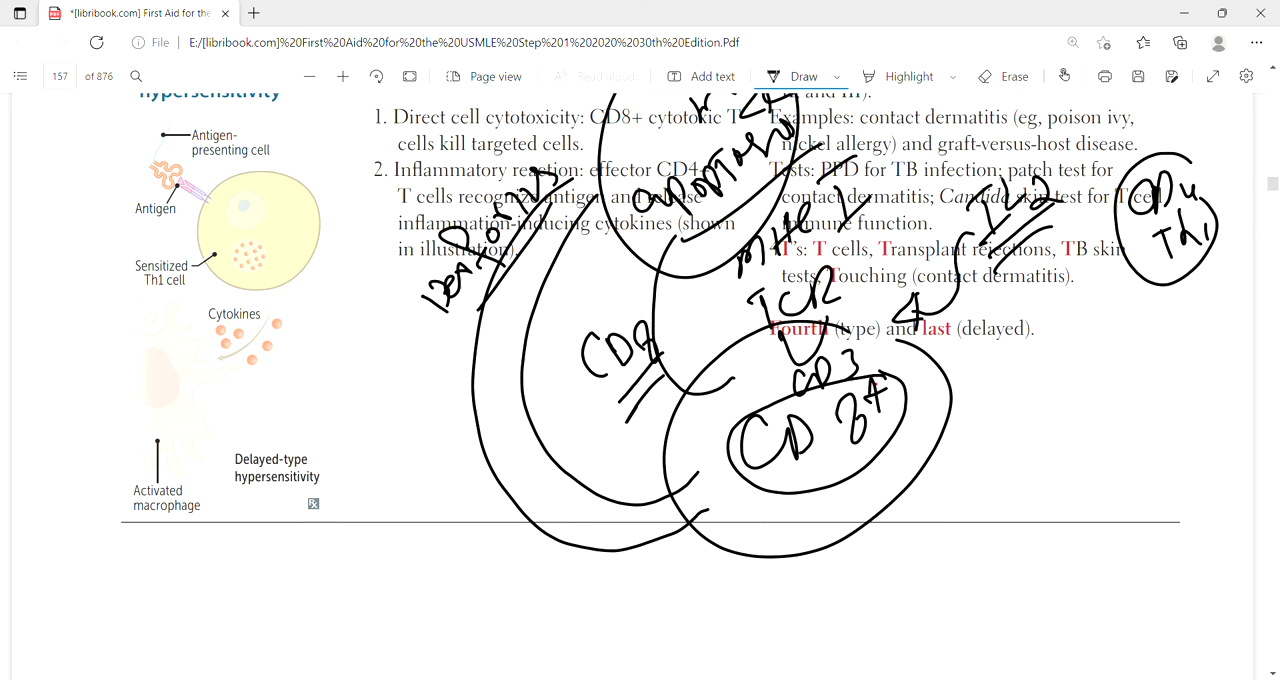 *[libribook.com] First Aid for the
File E:/[libribook.com]%20First%20Aid%20for%20the%20USMLE%20Step%201%202020%2030th%20Edition.Pdf
157 of 876 Page view Read aloud Add text Draw Highlight Erase
hypersensitivity
Antigen-
presenting cell
Antigen
Sensitized
Th1 cell
Cytokines
Delayed-type
hypersensitivity
Activated
macrophage
1. Direct cell cytotoxicity: CD8+ cytotoxic T
cells kill targeted cells.
2. Inflammatory reaction: effector CD4+
T cells recognize antigen and release
inflammation-inducing cytokines (shown
in illustration).
and III).
Examples: contact dermatitis (eg, poison ivy,
nickel allergy) and graft-versus-host disease.
Tests: PPD for TB infection; patch test for
contact dermatitis; Candida skin test for T cell
immune function.
4T's: T cells, Transplant rejections, TB skin
tests, Touching (contact dermatitis).
Fourth (type) and last (delayed).
apoptosis
MHC I
TCR
CD3
CD 8+
IL2
CD4
Th1